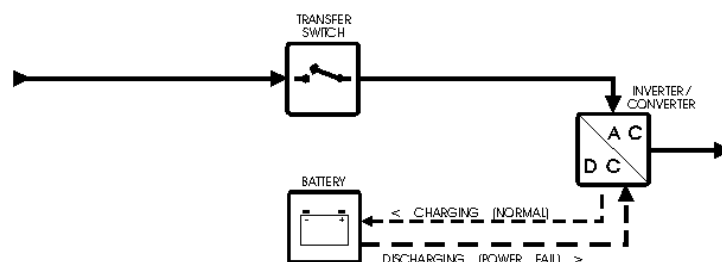 TRANSFER
SWITCH
INVERTER/
CONVERTER
A C
D C
BATTERY
- +
< CHARGING (NORMAL)
DISCHARGING (POWER FAIL) >